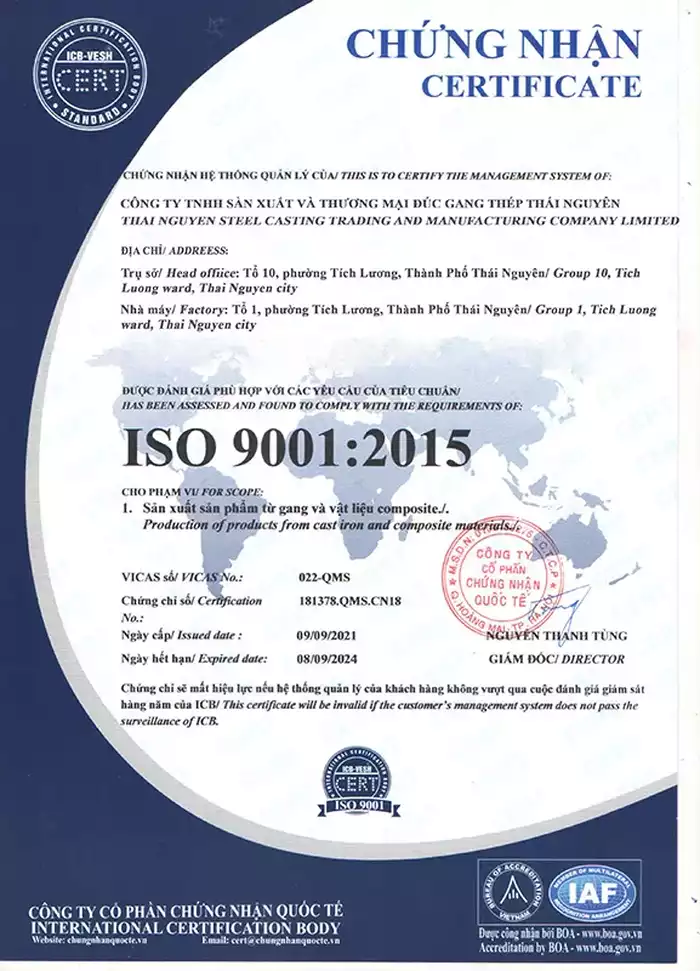 INTERNATIONAL CERTIFICATION BODY
ICB-VESH
CERT
STANDARD
CHỨNG NHẬN
CERTIFICATE
CHỨNG NHẬN HỆ THỐNG QUẢN LÝ CỦA/ THIS IS TO CERTIFY THE MANAGEMENT SYSTEM OF:
CÔNG TY TNHH SẢN XUẤT VÀ THƯƠNG MẠI ĐÚC GANG THÉP THÁI NGUYÊN
THAI NGUYEN STEEL CASTING TRADING AND MANUFACTURING COMPANY LIMITED
ĐỊA CHỈ/ ADDREESS:
Trụ sở/ Head offiice: Tổ 10, phường Tích Lương, Thành Phố Thái Nguyên/ Group 10, Tich
Luong ward, Thai Nguyen city
Nhà máy/ Factory: Tổ 1, phường Tích Lương, Thành Phố Thái Nguyên/ Group 1, Tich Luong
ward, Thai Nguyen city
ĐƯỢC ĐÁNH GIÁ PHÙ HỢP VỚI CÁC YÊU CẦU CỦA TIÊU CHUẨN/
HAS BEEN ASSESSED AND FOUND TO COMPLY WITH THE REQUIREMENTS OF:
ISO 9001:2015
CHO PHẠM VI/ FOR SCOPE:
1. Sản xuất sản phẩm từ gang và vật liệu composite./.
Production of products from cast iron and composite materials./.
VICAS số/ VICAS No.: 022-QMS
Chứng chỉ số/ Certification No.: 181378.QMS.CN18
Ngày cấp/ Issued date : 09/09/2021
Ngày hết hạn/ Expired date: 08/09/2024
CÔNG TY
CỔ PHẦN
CHỨNG NHẬN
QUỐC TẾ
Q. HOÀNG MAI, TP. HÀ NỘI
NGUYỄN THANH TÙNG
GIÁM ĐỐC/ DIRECTOR
Chứng chỉ sẽ mất hiệu lực nếu hệ thống quản lý của khách hàng không vượt qua cuộc đánh giá giám sát
hàng năm của ICB/ This certificate will be invalid if the customer's management system does not pass the
surveillance of ICB.
INTERNATIONAL CERTIFICATION BODY
ICB-VESH
CERT
ISO 9001
CÔNG TY CỔ PHẦN CHỨNG NHẬN QUỐC TẾ
INTERNATIONAL CERTIFICATION BODY
Website: chungnhanquocte.vn Email: cert@chungnhanquocte.vn
BUREAU OF ACCREDITATION
VIETNAM
MEMBER OF MULTILATERAL
IAF
RECOGNITION ARRANGEMENT
Được công nhận bởi BOA - www.boa.gov.vn
Accreditation by BOA - www.boa.gov.vn